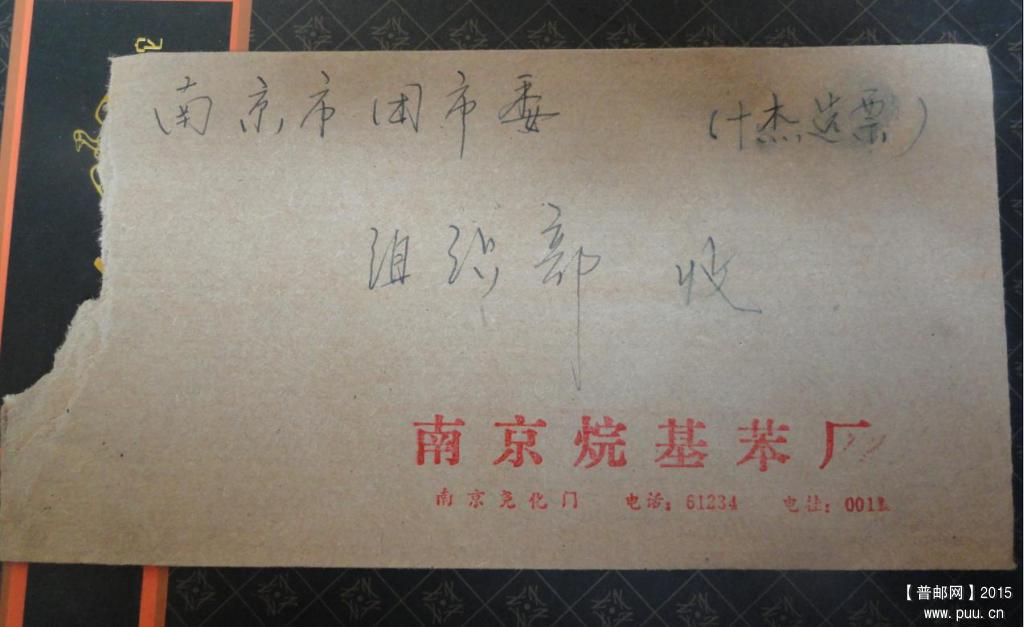 南京市团市委 (十杰选票)
组织部 收
南京烷基苯厂
南京尧化门 电话：61234 电挂：001
【普邮网】2015
www.puu.cn